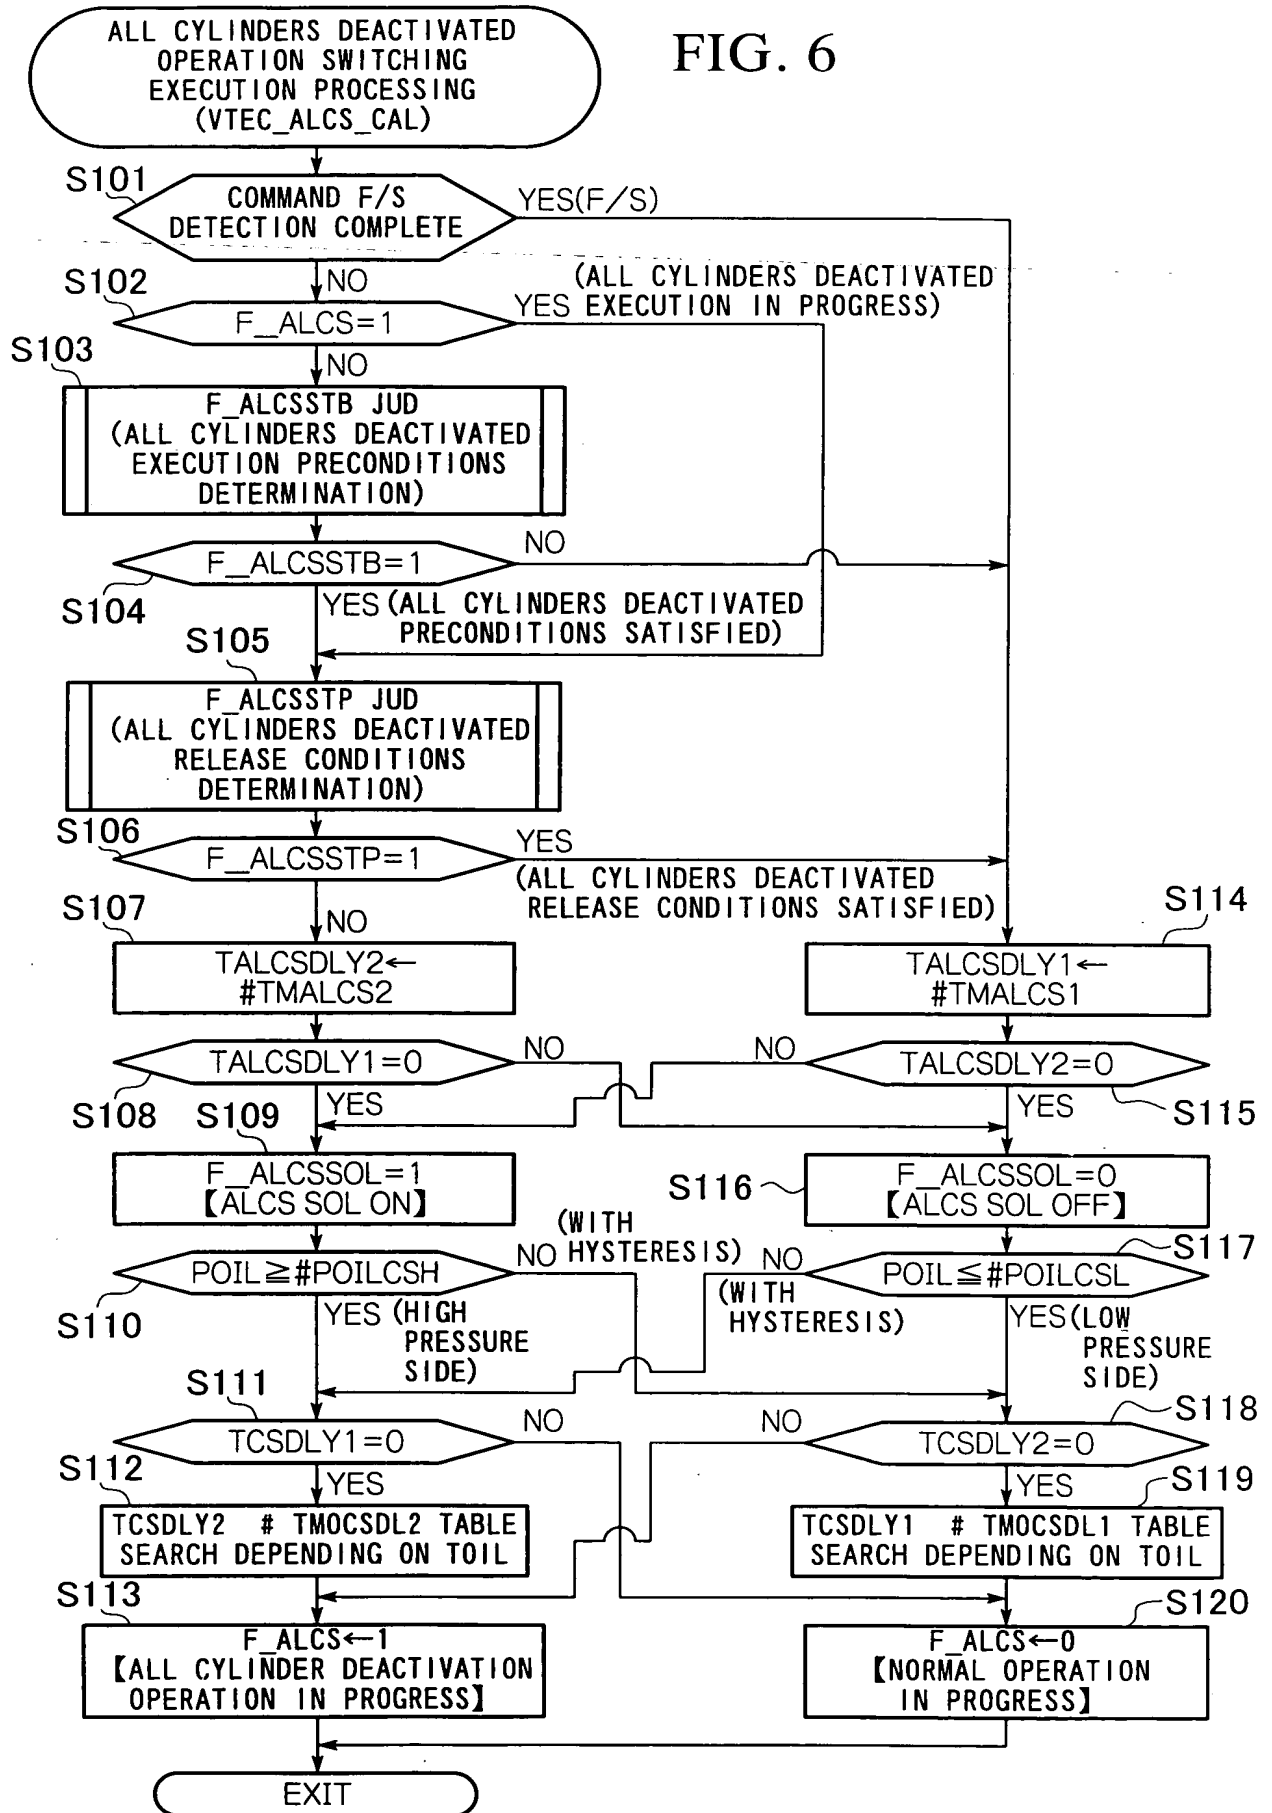 ALL CYLINDERS DEACTIVATED
OPERATION SWITCHING
EXECUTION PROCESSING
(VTEC_ALCS_CAL)
FIG. 6
S101
COMMAND F/S
DETECTION COMPLETE
YES(F/S)
NO
S102
F_ALCS=1
YES
(ALL CYLINDERS DEACTIVATED
EXECUTION IN PROGRESS)
NO
S103
F_ALCSSTB JUD
(ALL CYLINDERS DEACTIVATED
EXECUTION PRECONDITIONS
DETERMINATION)
S104
F_ALCSSTB=1
NO
YES (ALL CYLINDERS DEACTIVATED
PRECONDITIONS SATISFIED)
S105
F_ALCSSTP JUD
(ALL CYLINDERS DEACTIVATED
RELEASE CONDITIONS
DETERMINATION)
S106
F_ALCSSTP=1
YES
(ALL CYLINDERS DEACTIVATED
RELEASE CONDITIONS SATISFIED)
NO
S107
TALCSDLY2←
#TMALCS2
S114
TALCSDLY1←
#TMALCS1
S108
TALCSDLY1=0
NO
YES
NO
TALCSDLY2=0
S115
YES
S109
F_ALCSSOL=1
【ALCS SOL ON】
S116
F_ALCSSOL=0
【ALCS SOL OFF】
S110
POIL≧#POILCSH
NO
(WITH
HYSTERESIS)
YES (HIGH
PRESSURE
SIDE)
S117
NO
POIL≦#POILCSL
(WITH
HYSTERESIS)
YES (LOW
PRESSURE
SIDE)
S111
TCSDLY1=0
NO
YES
S118
NO
TCSDLY2=0
YES
S112
TCSDLY2 # TMOCSDL2 TABLE
SEARCH DEPENDING ON TOIL
S119
TCSDLY1 # TMOCSDL1 TABLE
SEARCH DEPENDING ON TOIL
S113
F_ALCS←1
【ALL CYLINDER DEACTIVATION
OPERATION IN PROGRESS】
S120
F_ALCS←0
【NORMAL OPERATION
IN PROGRESS】
EXIT